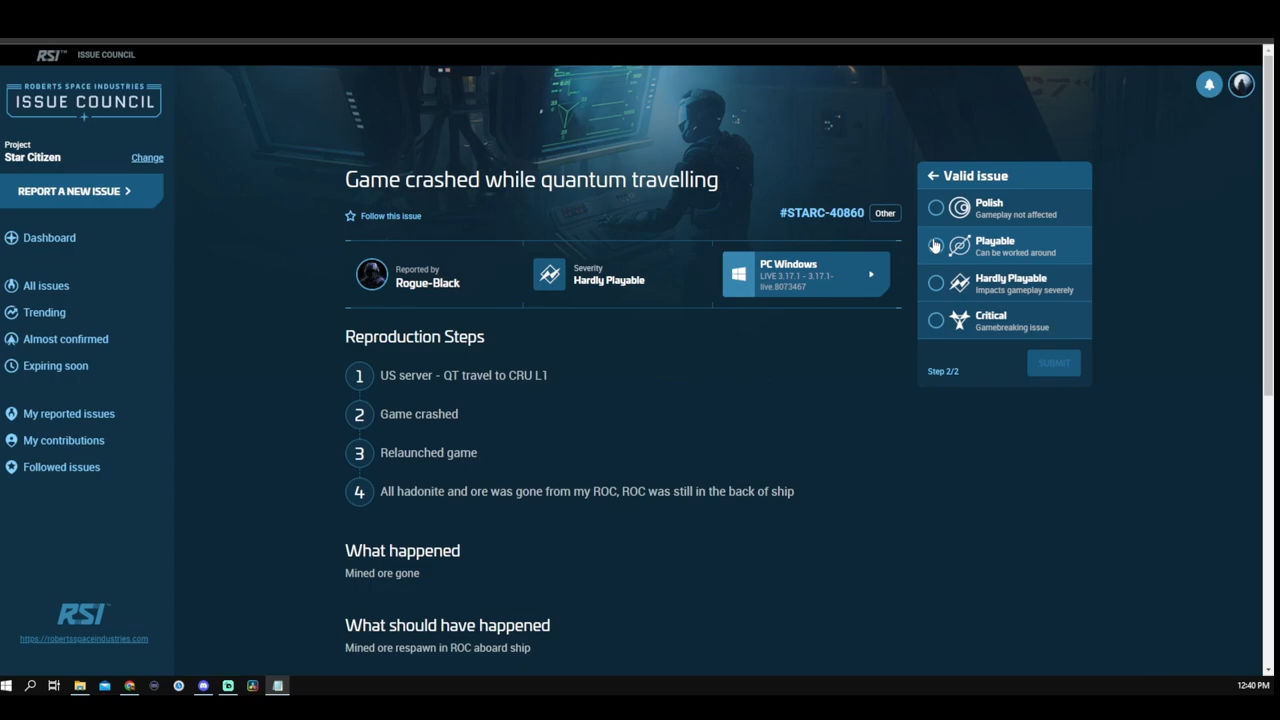 RSI™ ISSUE COUNCIL
ROBERTS SPACE INDUSTRIES
ISSUE COUNCIL
Project
Star Citizen
Change
REPORT A NEW ISSUE
Dashboard
All issues
Trending
Almost confirmed
Expiring soon
My reported issues
My contributions
Followed issues
RSI™
https://robertsspaceindustries.com
Game crashed while quantum travelling
Follow this issue
#STARC-40860
Other
Reported by
Rogue-Black
Severity
Hardly Playable
PC Windows
LIVE 3.17.1 - 3.17.1-
live.8073467
Reproduction Steps
1 US server - QT travel to CRU L1
2 Game crashed
3 Relaunched game
4 All hadonite and ore was gone from my ROC, ROC was still in the back of ship
What happened
Mined ore gone
What should have happened
Mined ore respawn in ROC aboard ship
Valid issue
Polish
Gameplay not affected
Playable
Can be worked around
Hardly Playable
Impacts gameplay severely
Critical
Gamebreaking issue
Step 2/2
SUBMIT
12:40 PM